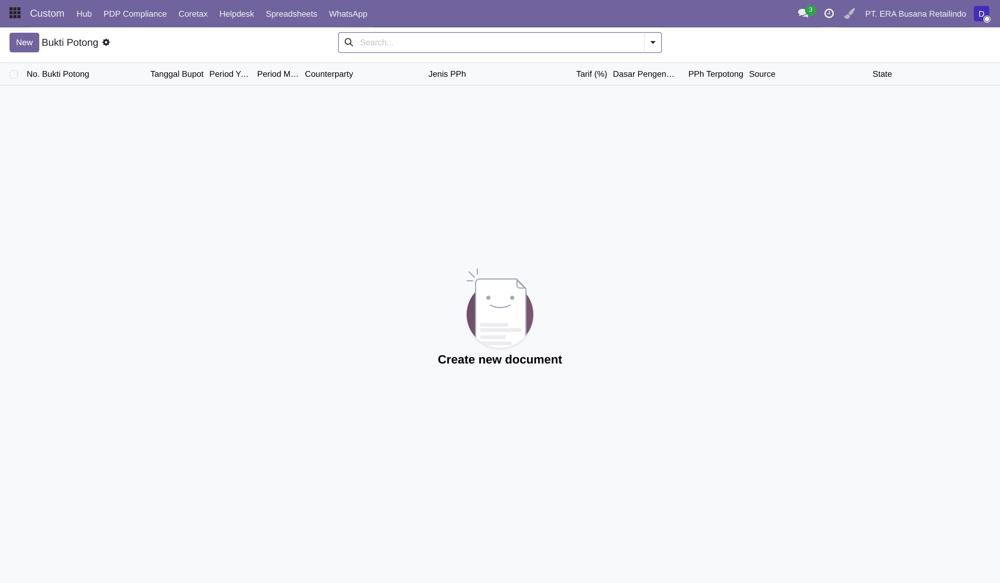 Custom Hub PDP Compliance Coretax Helpdesk Spreadsheets WhatsApp 3 PT. ERA Busana Retailindo D
New Bukti Potong Search...
No. Bukti Potong Tanggal Bupot Period Y... Period M... Counterparty Jenis PPh Tarif (%) Dasar Pengen... PPh Terpotong Source State
Create new document